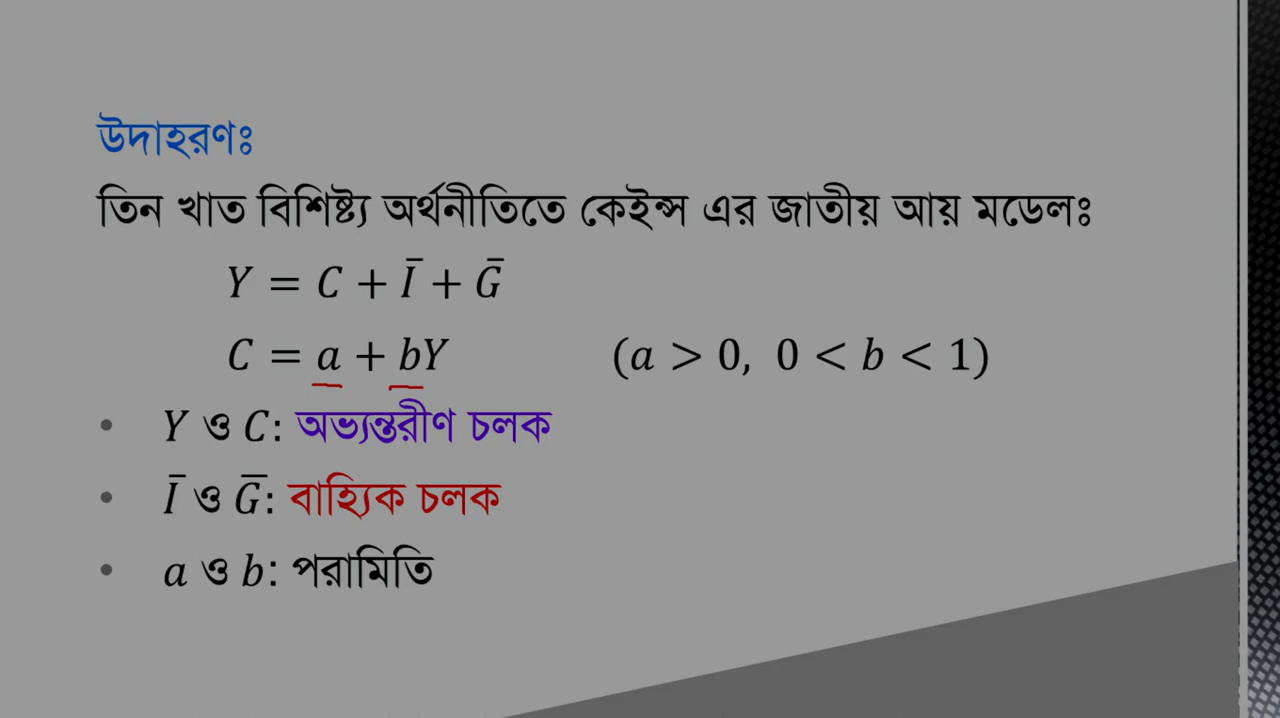 উদাহরণঃ
তিন খাত বিশিষ্ট্য অর্থনীতিতে কেইন্স এর জাতীয় আয় মডেলঃ
Y = C + Ī + Ḡ
C = a + bY (a > 0, 0 < b < 1)
• Y ও C: অভ্যন্তরীণ চলক
• Ī ও Ḡ: বাহ্যিক চলক
• a ও b: পরামিতি